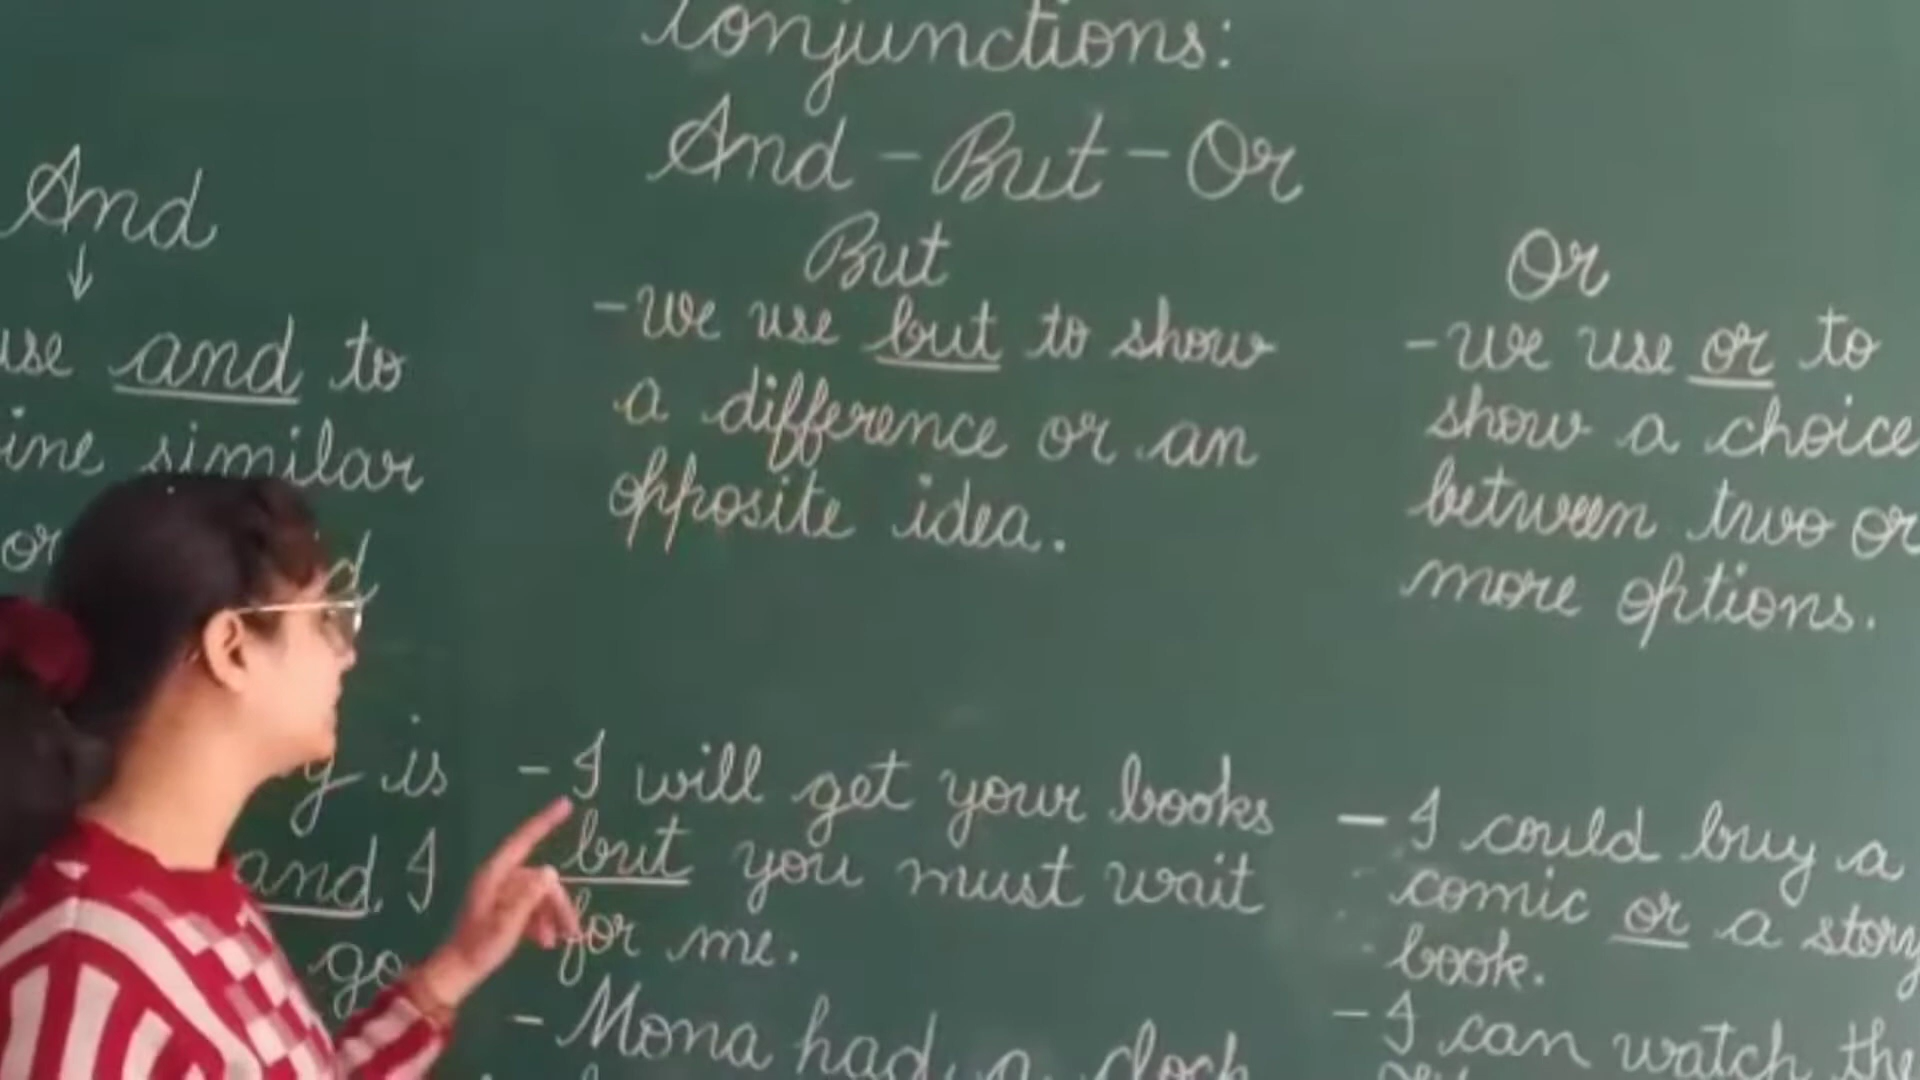 Conjunctions:
And - But - Or
And
↓
use and to
ine similar
or
is
and, I
go
But
- We use but to show
a difference or an
opposite idea.
- I will get your books
but you must wait
for me.
- Mona had a clock
Or
- We use or to
show a choice
between two or
more options.
- I could buy a
comic or a story
book.
- I can watch the